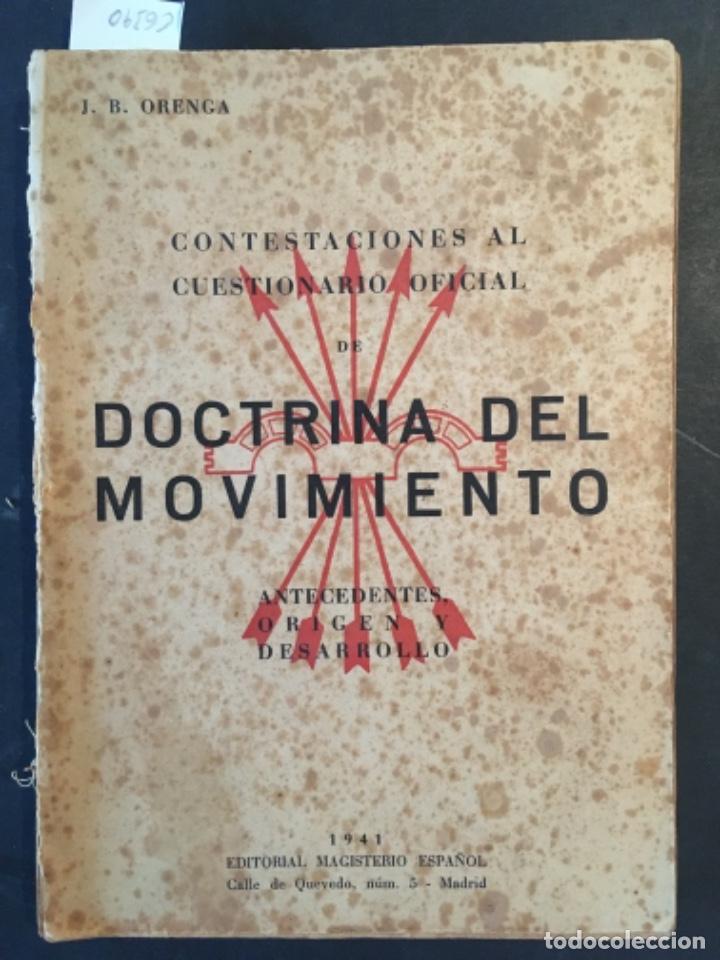 C6290
J. B. ORENGA
CONTESTACIONES AL
CUESTIONARIO OFICIAL
DE
DOCTRINA DEL
MOVIMIENTO
ANTECEDENTES,
ORIGEN Y
DESARROLLO
1941
EDITORIAL MAGISTERIO ESPAÑOL
Calle de Quevedo, núm. 5 - Madrid
todocoleccion